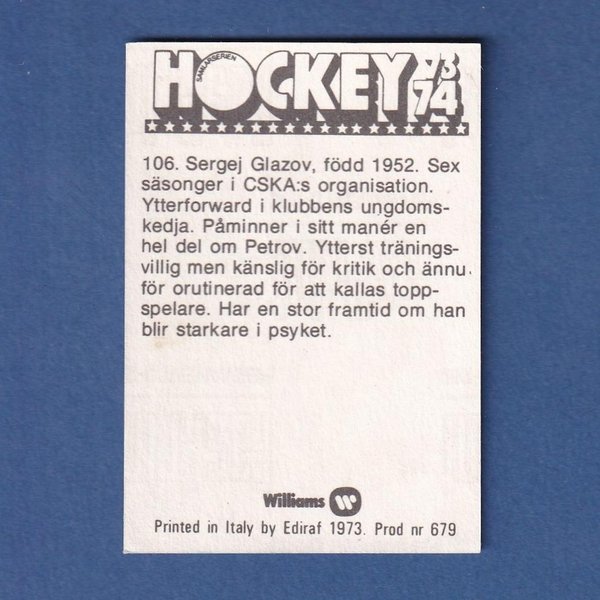 HOCKEY 73
SAMLARSERIEN 74
106. Sergej Glazov, född 1952. Sex
säsonger i CSKA:s organisation.
Ytterforward i klubbens ungdoms-
kedja. Påminner i sitt manér en
hel del om Petrov. Ytterst tränings-
villig men känslig för kritik och ännu
för orutinerad för att kallas topp-
spelare. Har en stor framtid om han
blir starkare i psyket.
Williams W
Printed in Italy by Ediraf 1973. Prod nr 679